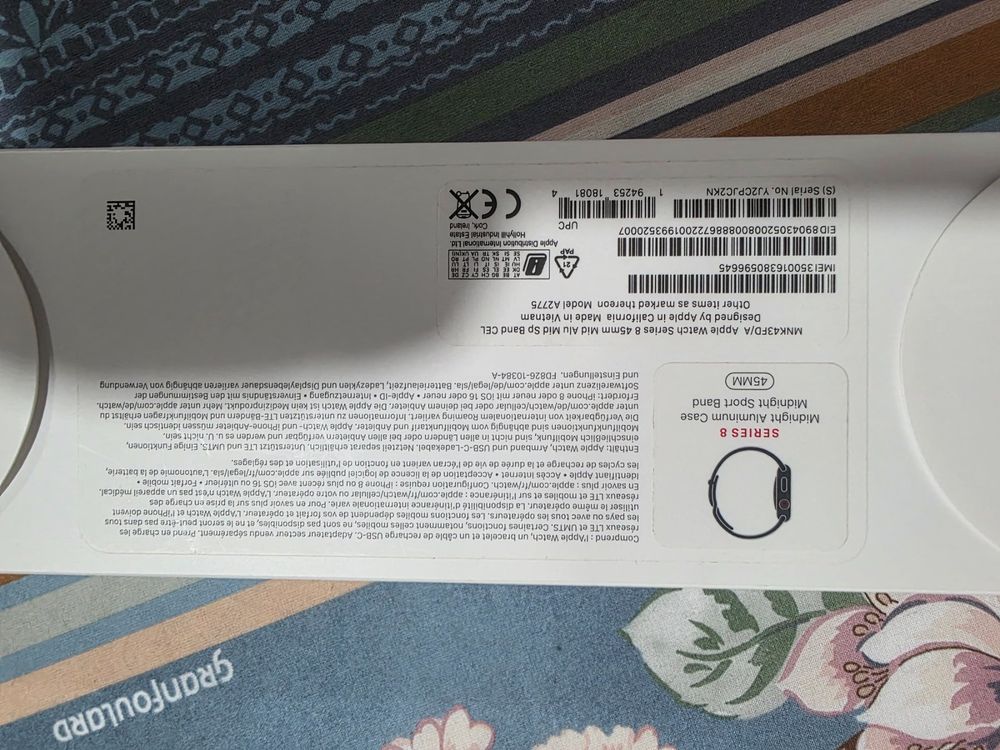 Comprend : l'Apple Watch, un bracelet et un câble de recharge USB-C. Adaptateur secteur vendu séparément. Prend en charge les
réseaux LTE et UMTS. Certaines fonctions, notamment celles mobiles, ne sont pas disponibles, et ne le seront peut-être pas dans tous
les pays ou avec tous les opérateurs. Les fonctions mobiles dépendent de vos forfait et opérateur. L'Apple Watch et l'iPhone doivent
utiliser le même opérateur. La disponibilité de l'itinérance internationale varie. Pour en savoir plus sur la prise en charge des
réseaux LTE et mobiles et sur l'itinérance : apple.com/fr/watch/cellular ou votre opérateur. L'Apple Watch n'est pas un appareil médical,
en savoir plus : apple.com/fr/watch. Configuration requise : iPhone 8 ou plus récent avec iOS 16 ou ultérieur • Forfait mobile •
Identifiant Apple • Accès Internet • Acceptation de la licence de logiciel publiée sur apple.com/fr/legal/sla. L'autonomie de la batterie,
les cycles de recharge et la durée de vie de l'écran varient en fonction de l'utilisation et des réglages.
Enthält: Apple Watch, Armband und USB-C-Ladekabel. Netzteil separat erhältlich. Unterstützt LTE und UMTS. Einige Funktionen,
einschließlich Mobilfunk, sind nicht in allen Ländern oder bei allen Anbietern verfügbar und werden es u. U. nicht sein.
Mobilfunkfunktionen sind abhängig von Mobilfunktarif und Anbieter. Apple Watch- und iPhone-Anbieter müssen identisch sein.
Die Verfügbarkeit von internationalem Roaming variiert. Informationen zu unterstützten LTE-Bändern und Mobilfunktarifen erhältst du
unter apple.com/de/watch/cellular oder bei deinem Anbieter. Die Apple Watch ist kein Medizinprodukt. Mehr unter apple.com/de/watch.
Erfordert: iPhone 8 oder neuer mit iOS 16 oder neuer • Mobilfunktarif • Apple-ID • Internetzugang • Einverständnis mit den Bestimmungen der
Softwarelizenz unter apple.com/de/legal/sla. Batterielaufzeit, Ladezyklen und Displaylebensdauer variieren abhängig von Verwendung
und Einstellungen. FD826-10384-A
SERIES 8
Midnight Aluminum Case
Midnight Sport Band
45MM
MNK43FD/A Apple Watch Series 8 45mm Mid Alu Mid Sp Band CEL
Designed by Apple in California Made in Vietnam
Other items as marked thereon Model A2775
IMEI 350016380596645
EID 89043052008008886722001993523007
(S) Serial No. YJ2CPJC2KN
UPC
1 94253 18081 4
21
PAP
Apple Distribution International Ltd.
Hollyhill Industrial Estate
Cork, Ireland
CE
GRANFOULARD